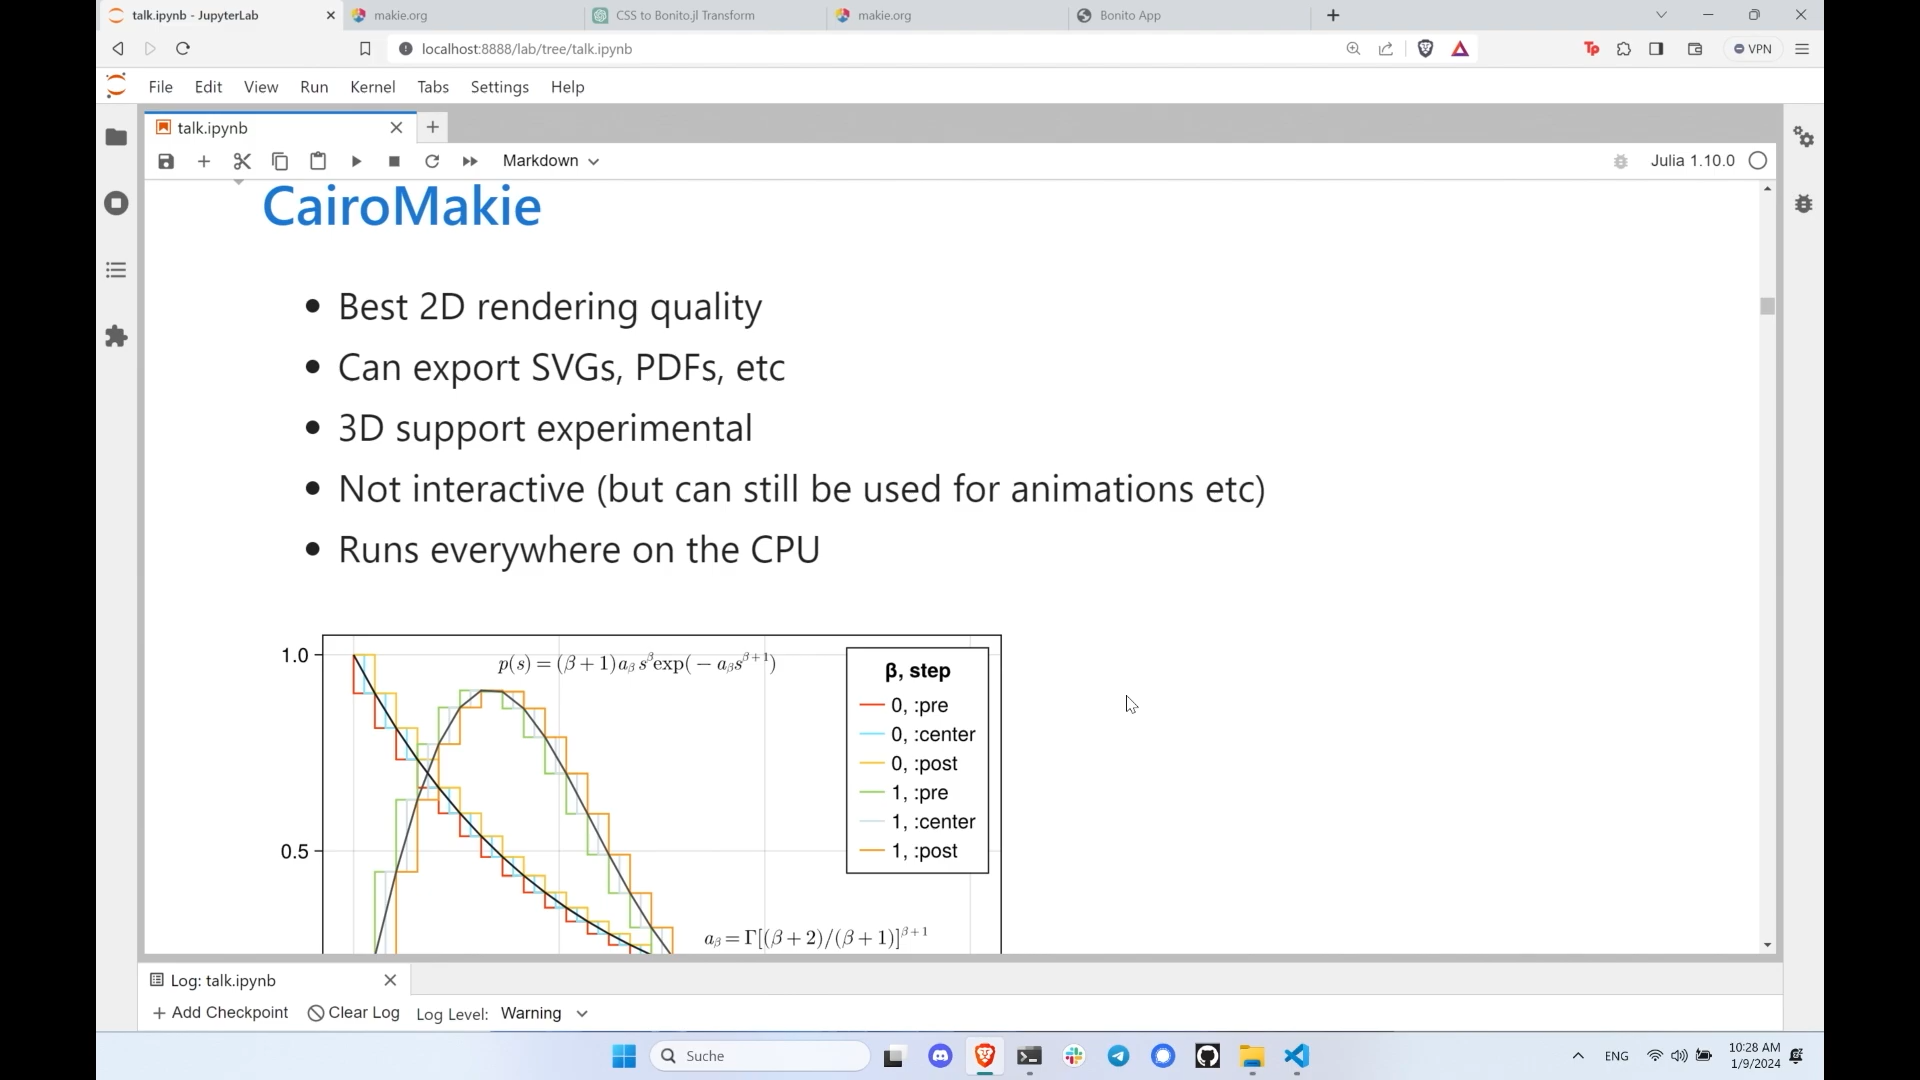 talk.ipynb - JupyterLab
makie.org
CSS to Bonito.jl Transform
makie.org
Bonito App
localhost:8888/lab/tree/talk.ipynb
Tp
VPN
File Edit View Run Kernel Tabs Settings Help
talk.ipynb
Markdown
Julia 1.10.0
CairoMakie
• Best 2D rendering quality
• Can export SVGs, PDFs, etc
• 3D support experimental
• Not interactive (but can still be used for animations etc)
• Runs everywhere on the CPU
1.0
p(s) = (β + 1)aᵦ s^β exp( − aᵦs^(β+1))
β, step
0, :pre
0, :center
0, :post
1, :pre
1, :center
1, :post
0.5
aᵦ = Γ[(β + 2)/(β + 1)]^(β+1)
Log: talk.ipynb
+ Add Checkpoint Clear Log Log Level: Warning
Suche
ENG
10:28 AM
1/9/2024